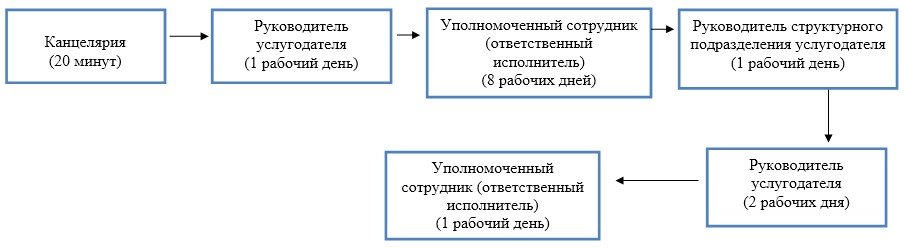 Канцелярия
(20 минут)
Руководитель
услугодателя
(1 рабочий день)
Уполномоченный сотрудник
(ответственный
исполнитель)
(8 рабочих дней)
Руководитель структурного
подразделения услугодателя
(1 рабочий день)
Руководитель
услугодателя
(2 рабочих дня)
Уполномоченный
сотрудник (ответственный
исполнитель)
(1 рабочий день)